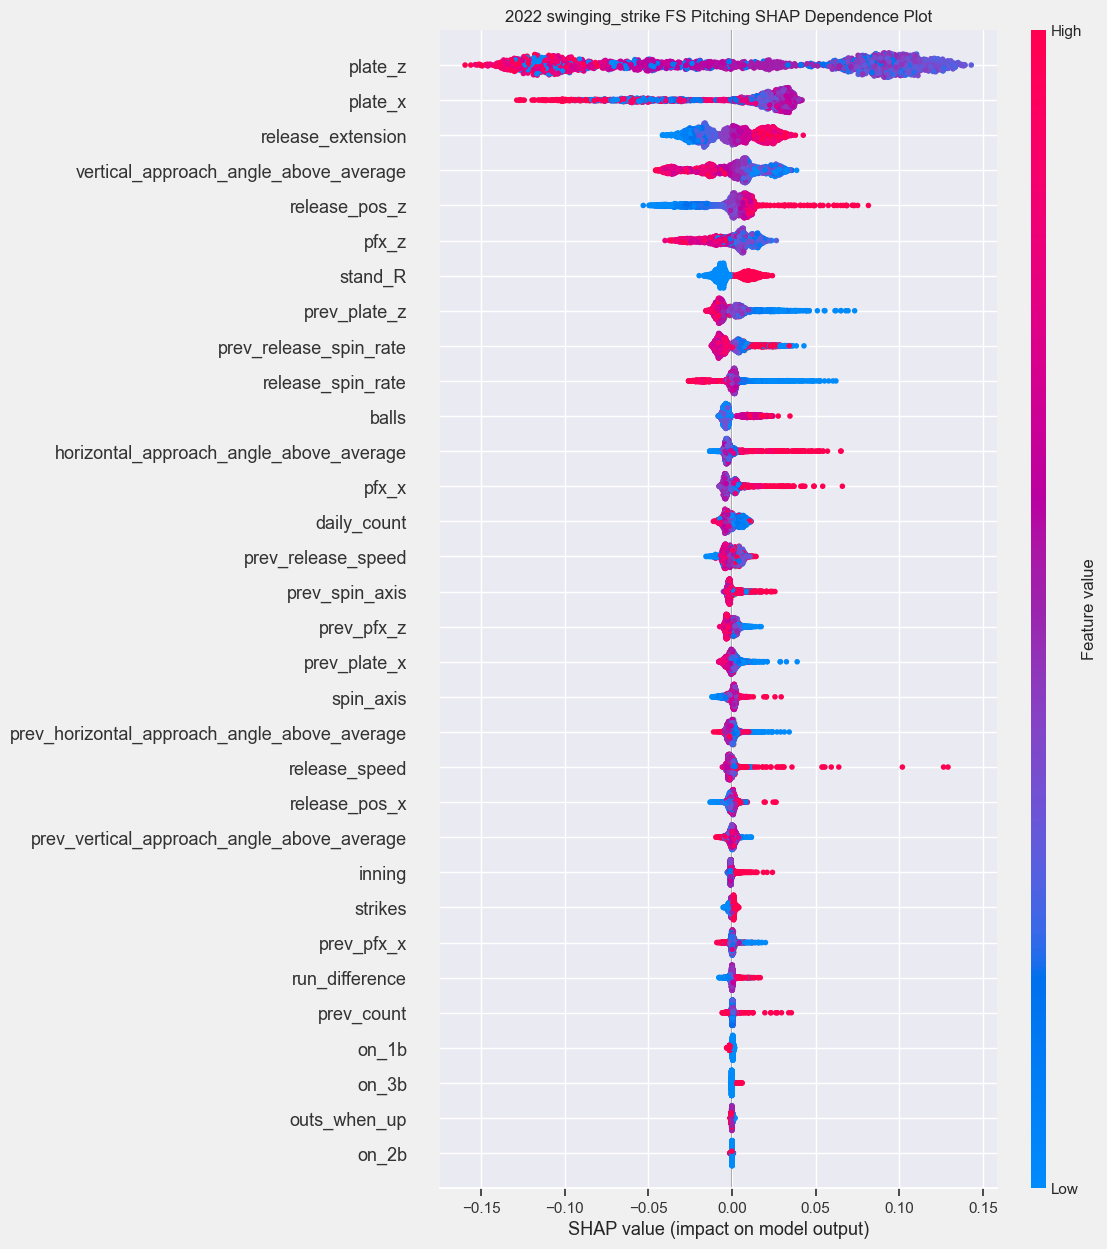 2022 swinging_strike FS Pitching SHAP Dependence Plot
High
plate_z
plate_x
release_extension
vertical_approach_angle_above_average
release_pos_z
pfx_z
stand_R
prev_plate_z
prev_release_spin_rate
release_spin_rate
balls
horizontal_approach_angle_above_average
pfx_x
daily_count
prev_release_speed
prev_spin_axis
prev_pfx_z
prev_plate_x
spin_axis
prev_horizontal_approach_angle_above_average
release_speed
release_pos_x
prev_vertical_approach_angle_above_average
inning
strikes
prev_pfx_x
run_difference
prev_count
on_1b
on_3b
outs_when_up
on_2b
Feature value
Low
−0.15 −0.10 −0.05 0.00 0.05 0.10 0.15
SHAP value (impact on model output)